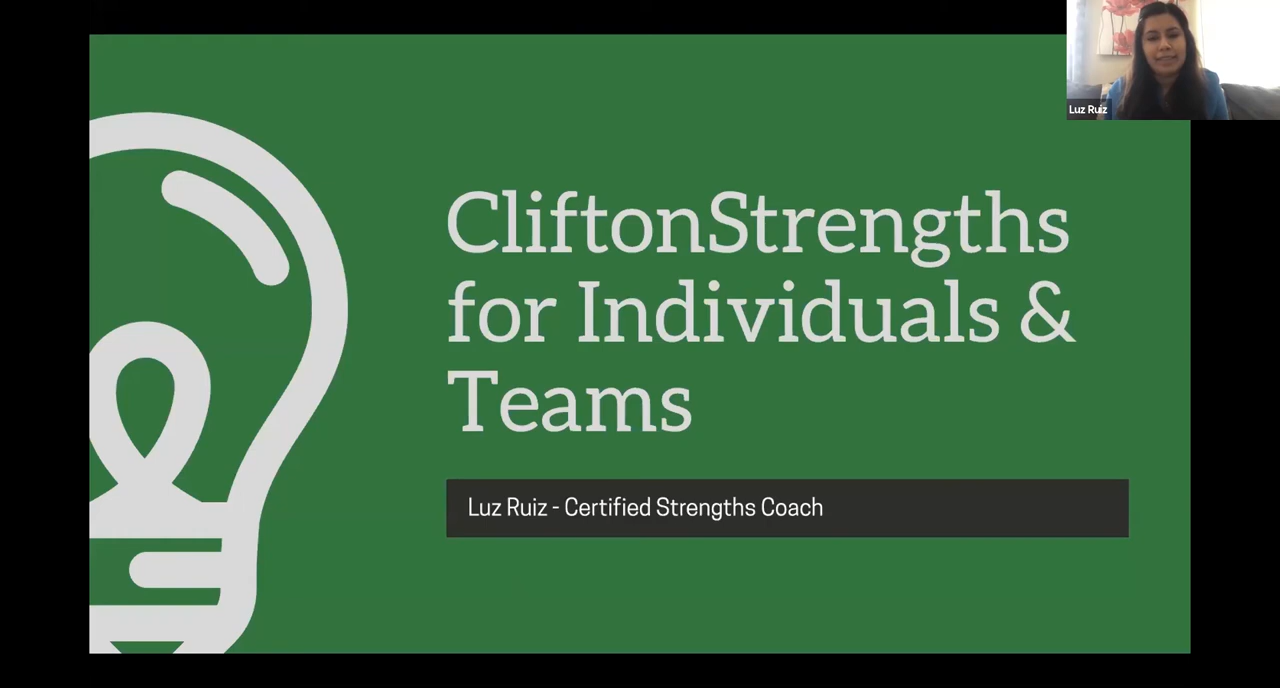 Luz Ruiz
CliftonStrengths
for Individuals &
Teams
Luz Ruiz - Certified Strengths Coach